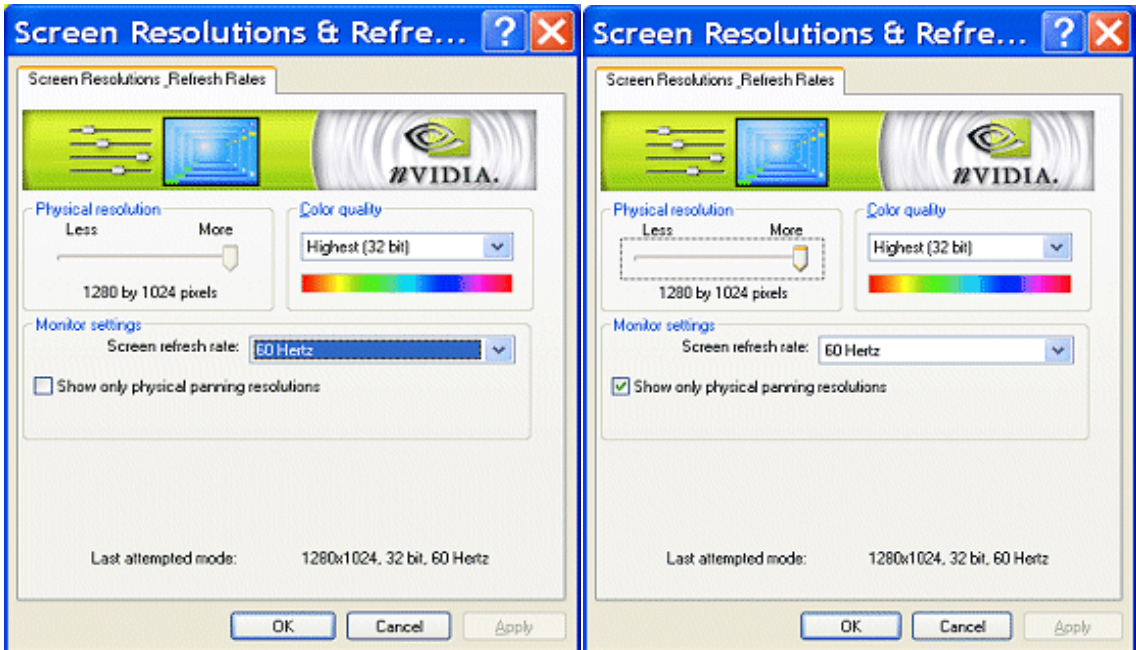 Screen Resolutions & Refre...
Screen Resolutions _Refresh Rates
nVIDIA.
Physical resolution
Less More
1280 by 1024 pixels
Color quality
Highest (32 bit)
Monitor settings
Screen refresh rate: 60 Hertz
Show only physical panning resolutions
Last attempted mode: 1280x1024, 32 bit, 60 Hertz
OK Cancel Apply
Screen Resolutions & Refre...
Screen Resolutions _Refresh Rates
nVIDIA.
Physical resolution
Less More
1280 by 1024 pixels
Color quality
Highest (32 bit)
Monitor settings
Screen refresh rate: 60 Hertz
Show only physical panning resolutions
Last attempted mode: 1280x1024, 32 bit, 60 Hertz
OK Cancel Apply